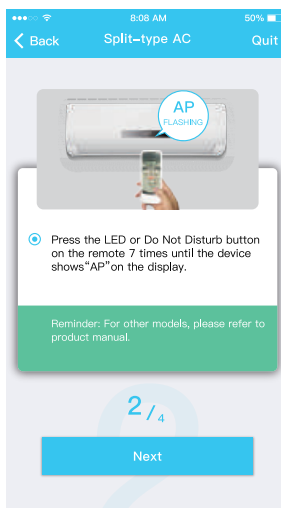 8:08 AM 50%
Back Split-type AC Quit
AP
FLASHING
Press the LED or Do Not Disturb button
on the remote 7 times until the device
shows“AP”on the display.
Reminder: For other models, please refer to
product manual.
2/4
Next